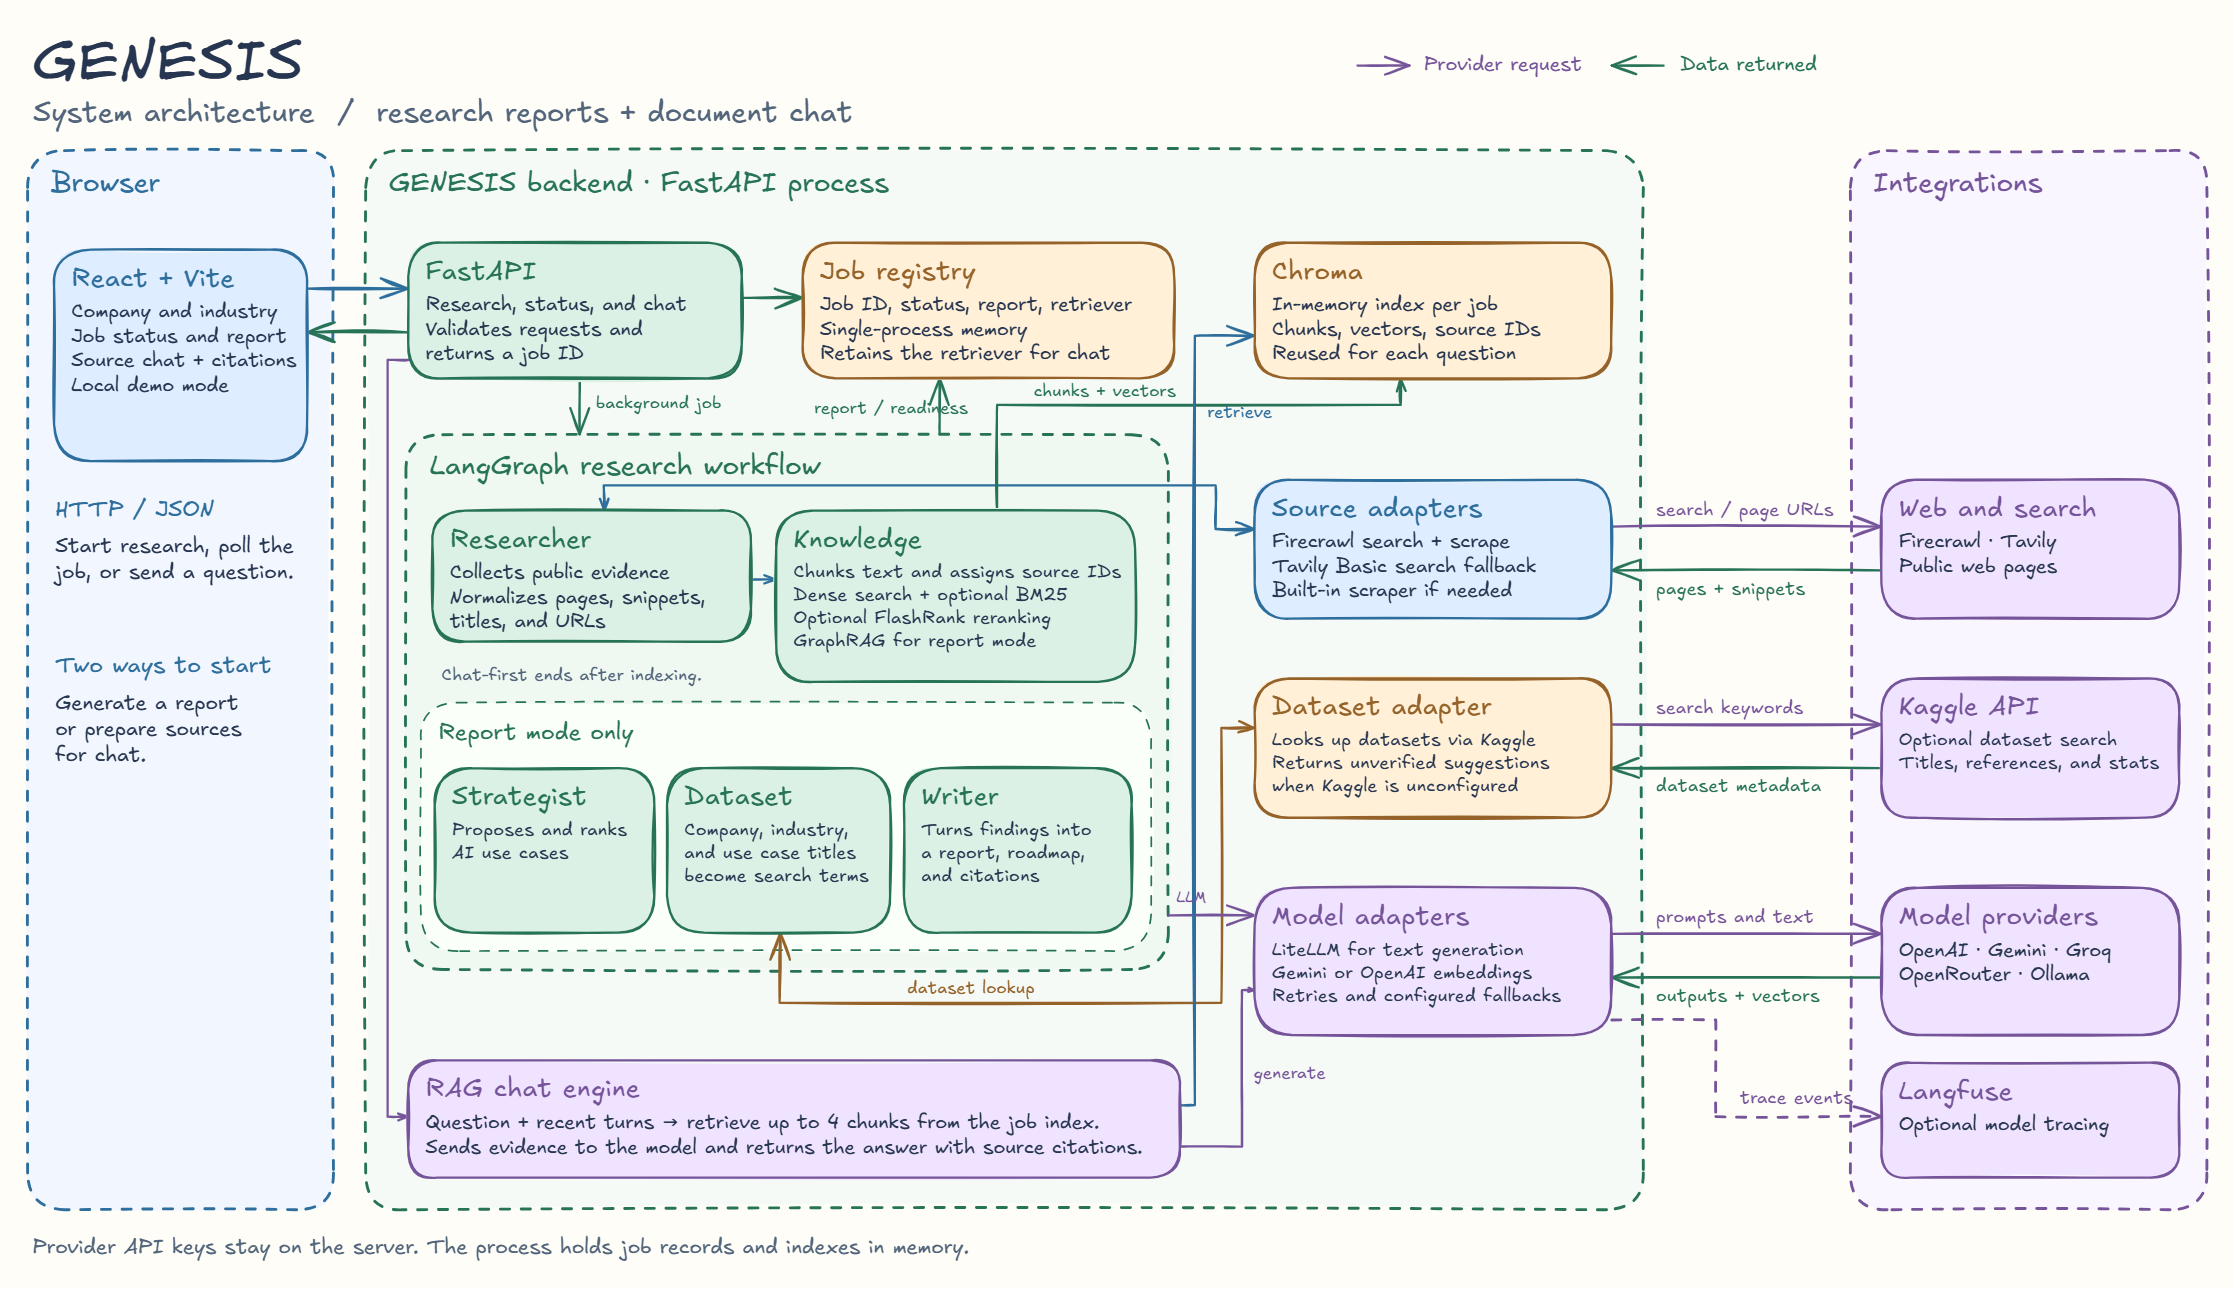 GENESIS
System architecture / research reports + document chat
Provider request
Data returned
Browser
React + Vite
Company and industry
Job status and report
Source chat + citations
Local demo mode
HTTP / JSON
Start research, poll the
job, or send a question.
Two ways to start
Generate a report
or prepare sources
for chat.
GENESIS backend · FastAPI process
FastAPI
Research, status, and chat
Validates requests and
returns a job ID
Job registry
Job ID, status, report, retriever
Single-process memory
Retains the retriever for chat
Chroma
In-memory index per job
Chunks, vectors, source IDs
Reused for each question
background job
report / readiness
chunks + vectors
retrieve
LangGraph research workflow
Researcher
Collects public evidence
Normalizes pages, snippets,
titles, and URLs
Knowledge
Chunks text and assigns source IDs
Dense search + optional BM25
Optional FlashRank reranking
GraphRAG for report mode
Chat-first ends after indexing.
Report mode only
Strategist
Proposes and ranks
AI use cases
Dataset
Company, industry,
and use case titles
become search terms
Writer
Turns findings into
a report, roadmap,
and citations
dataset lookup
LLM
generate
RAG chat engine
Question + recent turns → retrieve up to 4 chunks from the job index.
Sends evidence to the model and returns the answer with source citations.
Source adapters
Firecrawl search + scrape
Tavily Basic search fallback
Built-in scraper if needed
Dataset adapter
Looks up datasets via Kaggle
Returns unverified suggestions
when Kaggle is unconfigured
Model adapters
LiteLLM for text generation
Gemini or OpenAI embeddings
Retries and configured fallbacks
search / page URLs
pages + snippets
search keywords
dataset metadata
prompts and text
outputs + vectors
trace events
Integrations
Web and search
Firecrawl · Tavily
Public web pages
Kaggle API
Optional dataset search
Titles, references, and stats
Model providers
OpenAI · Gemini · Groq
OpenRouter · Ollama
Langfuse
Optional model tracing
Provider API keys stay on the server. The process holds job records and indexes in memory.